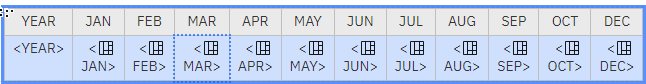 YEAR JAN FEB MAR APR MAY JUN JUL AUG SEP OCT DEC
<YEAR> < < < < < < < < < < <
JAN> FEB> MAR> APR> MAY> JUN> JUL> AUG> SEP> OCT> DEC>